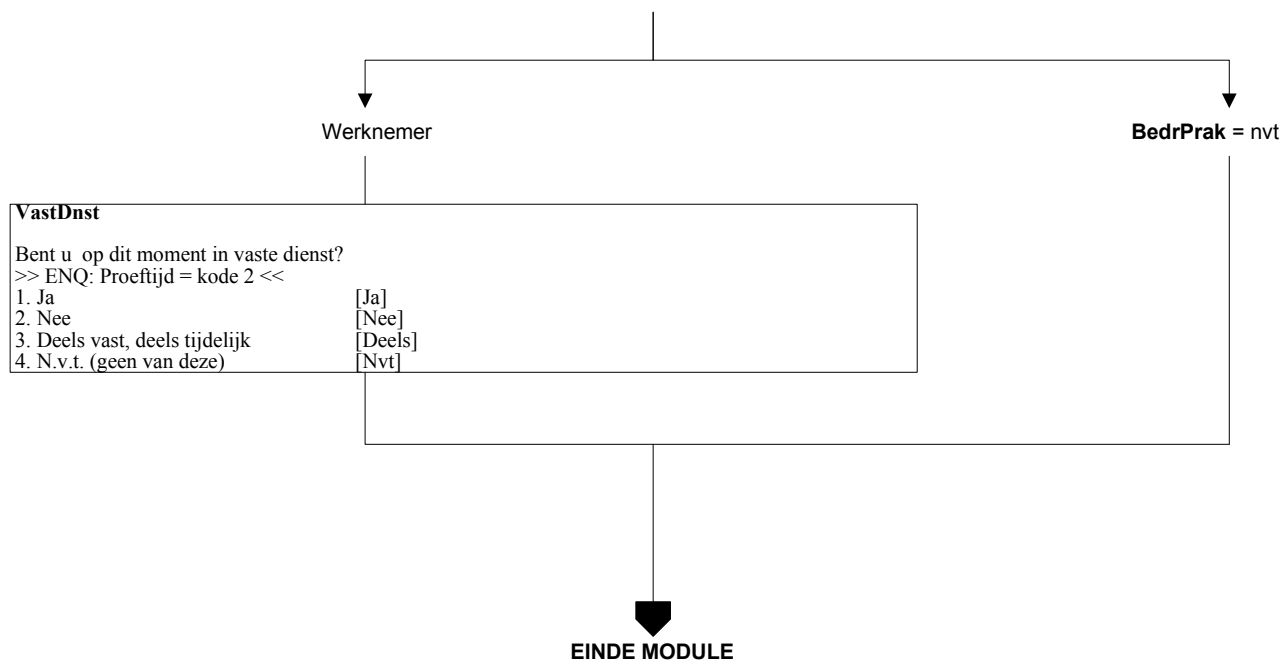 Werknemer
BedrPrak = nvt
VastDnst
Bent u op dit moment in vaste dienst?
>> ENQ: Proeftijd = kode 2 <<
1. Ja [Ja]
2. Nee [Nee]
3. Deels vast, deels tijdelijk [Deels]
4. N.v.t. (geen van deze) [Nvt]
EINDE MODULE